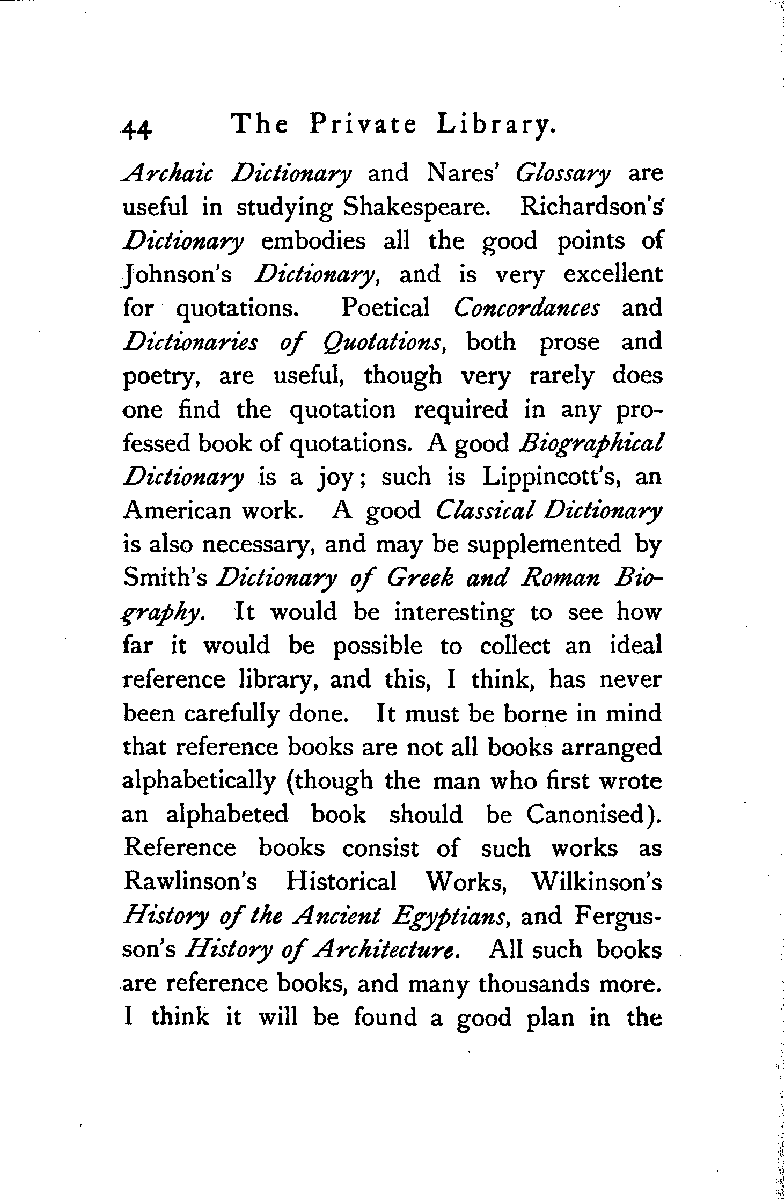 44 The Private Library.
Archaic Dictionary and Nares' Glossary are
useful in studying Shakespeare. Richardson's
Dictionary embodies all the good points of
Johnson's Dictionary, and is very excellent
for quotations. Poetical Concordances and
Dictionaries of Quotations, both prose and
poetry, are useful, though very rarely does
one find the quotation required in any pro-
fessed book of quotations. A good Biographical
Dictionary is a joy; such is Lippincott's, an
American work. A good Classical Dictionary
is also necessary, and may be supplemented by
Smith's Dictionary of Greek and Roman Bio-
graphy. It would be interesting to see how
far it would be possible to collect an ideal
reference library, and this, I think, has never
been carefully done. It must be borne in mind
that reference books are not all books arranged
alphabetically (though the man who first wrote
an alphabeted book should be Canonised).
Reference books consist of such works as
Rawlinson's Historical Works, Wilkinson's
History of the Ancient Egyptians, and Fergus-
son's History of Architecture. All such books
are reference books, and many thousands more.
I think it will be found a good plan in the